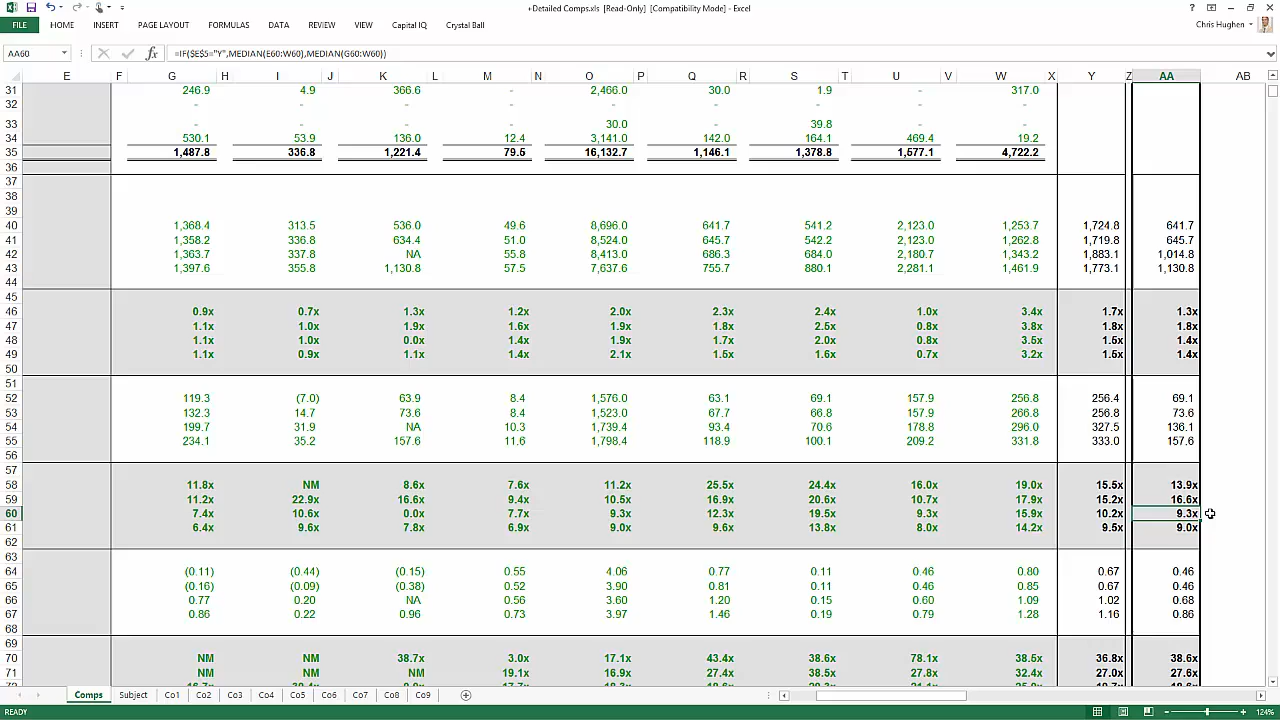 +Detailed Comps.xls [Read-Only] [Compatibility Mode] - Excel
FILE HOME INSERT PAGE LAYOUT FORMULAS DATA REVIEW VIEW Capital IQ Crystal Ball Chris Hughen
AA60 fx =IF($E$5="Y",MEDIAN(E60:W60),MEDIAN(G60:W60))
E F G H I J K L M N O P Q R S T U V W X Y Z AA AB
31 246.9 4.9 366.6 - 2,466.0 30.0 1.9 - 317.0
32 - - - - - - - - -
33 - - - - 30.0 - 39.8 - -
34 530.1 53.9 136.0 12.4 3,141.0 142.0 164.1 469.4 19.2
35 1,487.8 336.8 1,221.4 79.5 16,132.7 1,146.1 1,378.8 1,577.1 4,722.2
36
37
38
39
40 1,368.4 313.5 536.0 49.6 8,696.0 641.7 541.2 2,123.0 1,253.7 1,724.8 641.7
41 1,358.2 336.8 634.4 51.0 8,524.0 645.7 542.2 2,123.0 1,262.8 1,719.8 645.7
42 1,363.7 337.8 NA 55.8 8,413.0 686.3 684.0 2,180.7 1,343.2 1,883.1 1,014.8
43 1,397.6 355.8 1,130.8 57.5 7,637.6 755.7 880.1 2,281.1 1,461.9 1,773.1 1,130.8
44
45
46 0.9x 0.7x 1.3x 1.2x 2.0x 2.3x 2.4x 1.0x 3.4x 1.7x 1.3x
47 1.1x 1.0x 1.9x 1.6x 1.9x 1.8x 2.5x 0.8x 3.8x 1.8x 1.8x
48 1.1x 1.0x 0.0x 1.4x 1.9x 1.7x 2.0x 0.8x 3.5x 1.5x 1.4x
49 1.1x 0.9x 1.1x 1.4x 2.1x 1.5x 1.6x 0.7x 3.2x 1.5x 1.4x
50
51
52 119.3 (7.0) 63.9 8.4 1,576.0 63.1 69.1 157.9 256.8 256.4 69.1
53 132.3 14.7 73.6 8.4 1,523.0 67.7 66.8 157.9 266.8 256.8 73.6
54 199.7 31.9 NA 10.3 1,739.4 93.4 70.6 178.8 296.0 327.5 136.1
55 234.1 35.2 157.6 11.6 1,798.4 118.9 100.1 209.2 331.8 333.0 157.6
56
57
58 11.8x NM 8.6x 7.6x 11.2x 25.5x 24.4x 16.0x 19.0x 15.5x 13.9x
59 11.2x 22.9x 16.6x 9.4x 10.5x 16.9x 20.6x 10.7x 17.9x 15.2x 16.6x
60 7.4x 10.6x 0.0x 7.7x 9.3x 12.3x 19.5x 9.3x 15.9x 10.2x 9.3x
61 6.4x 9.6x 7.8x 6.9x 9.0x 9.6x 13.8x 8.0x 14.2x 9.5x 9.0x
62
63
64 (0.11) (0.44) (0.15) 0.55 4.06 0.77 0.11 0.46 0.80 0.67 0.46
65 (0.16) (0.09) (0.38) 0.52 3.90 0.81 0.11 0.46 0.85 0.67 0.46
66 0.77 0.20 NA 0.56 3.60 1.20 0.15 0.60 1.09 1.02 0.68
67 0.86 0.22 0.96 0.73 3.97 1.46 0.19 0.79 1.28 1.16 0.86
68
69
70 NM NM 38.7x 3.0x 17.1x 43.4x 38.6x 78.1x 38.5x 36.8x 38.6x
71 NM NM NM 19.1x 16.9x 27.4x 38.5x 27.8x 32.4x 27.0x 27.6x
Comps Subject Co1 Co2 Co3 Co4 Co5 Co6 Co7 Co8 Co9
READY 124%